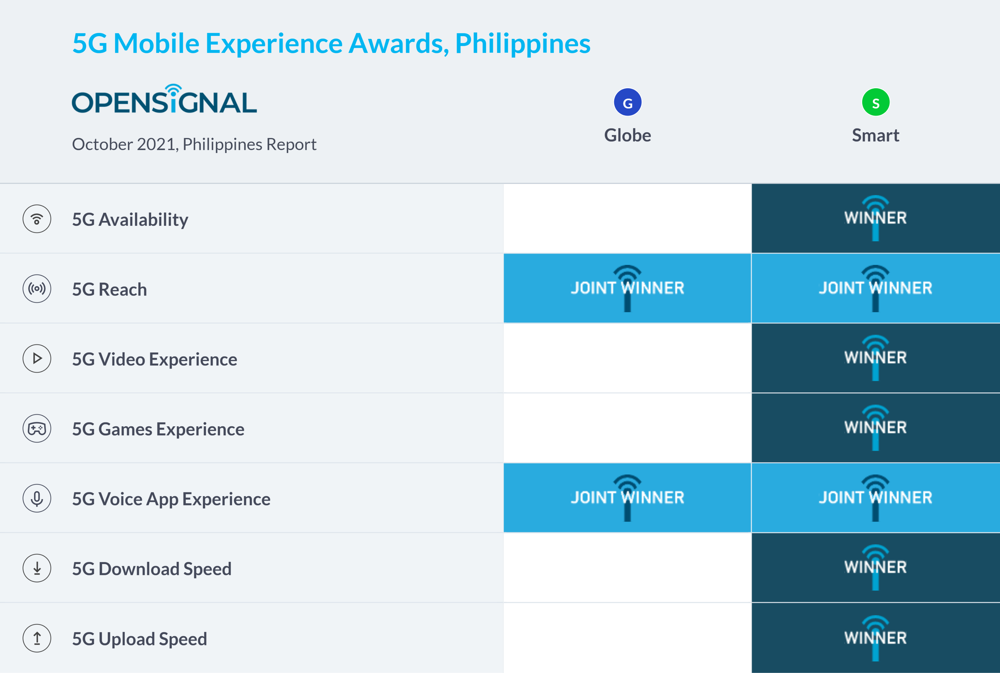 5G Mobile Experience Awards, Philippines
OPENSiGNAL
October 2021, Philippines Report
G
Globe
S
Smart
5G Availability
WINNER
5G Reach
JOINT WINNER
JOINT WINNER
5G Video Experience
WINNER
5G Games Experience
WINNER
5G Voice App Experience
JOINT WINNER
JOINT WINNER
5G Download Speed
WINNER
5G Upload Speed
WINNER